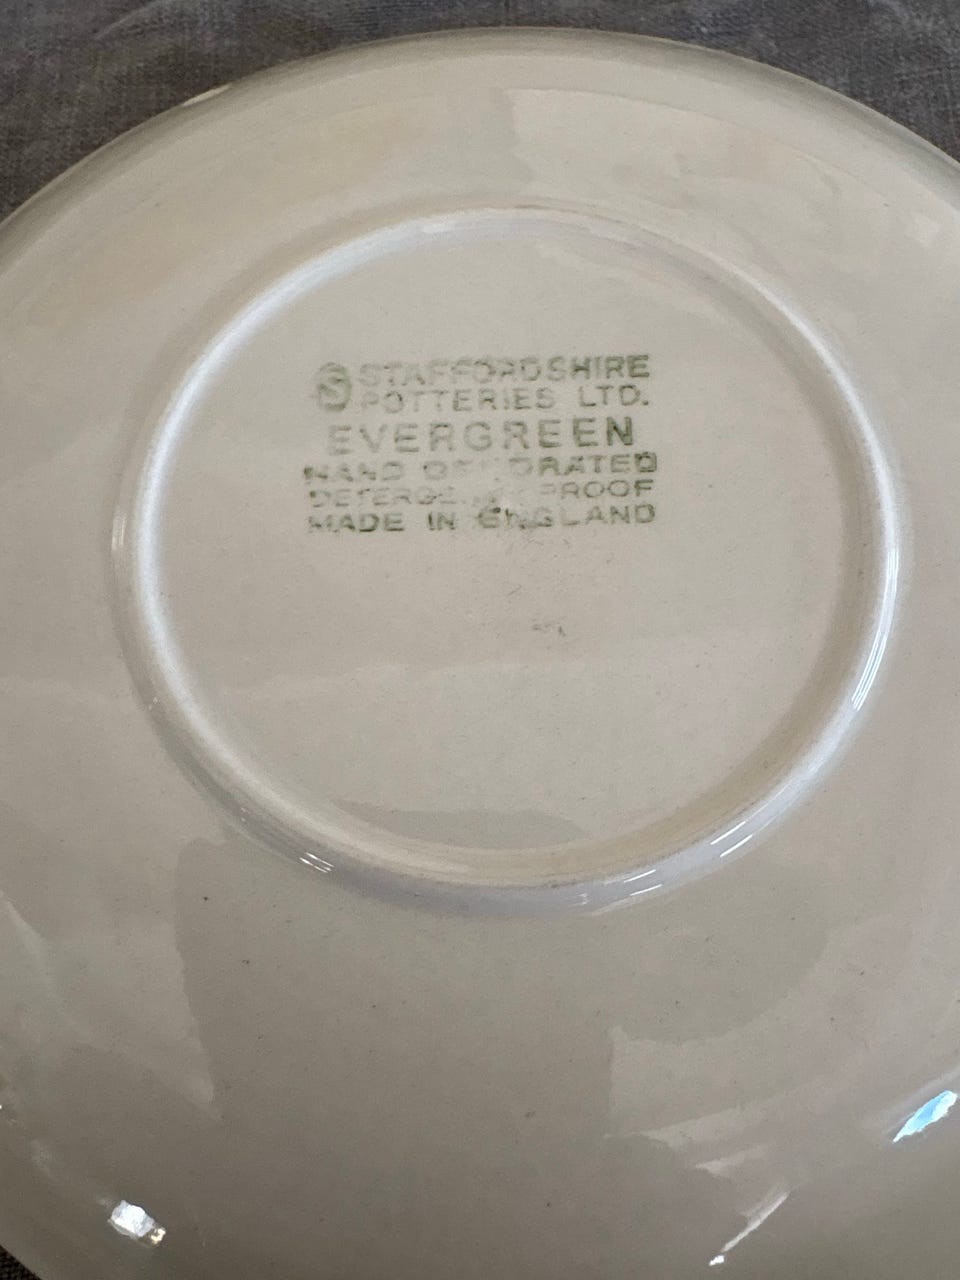 S STAFFORDSHIRE
POTTERIES LTD.
EVERGREEN
HAND DECORATED
DETERGENT PROOF
MADE IN ENGLAND